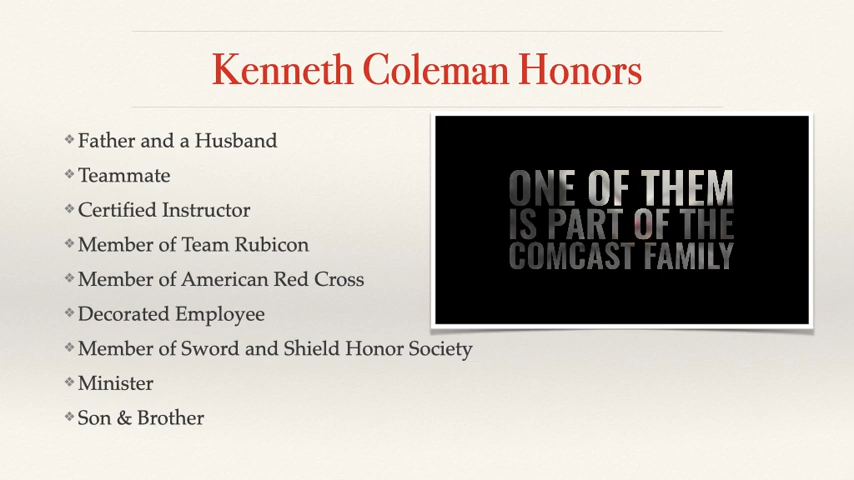 Kenneth Coleman Honors
Father and a Husband
Teammate
Certified Instructor
Member of Team Rubicon
Member of American Red Cross
Decorated Employee
Member of Sword and Shield Honor Society
Minister
Son & Brother
ONE OF THEM
IS PART OF THE
COMCAST FAMILY